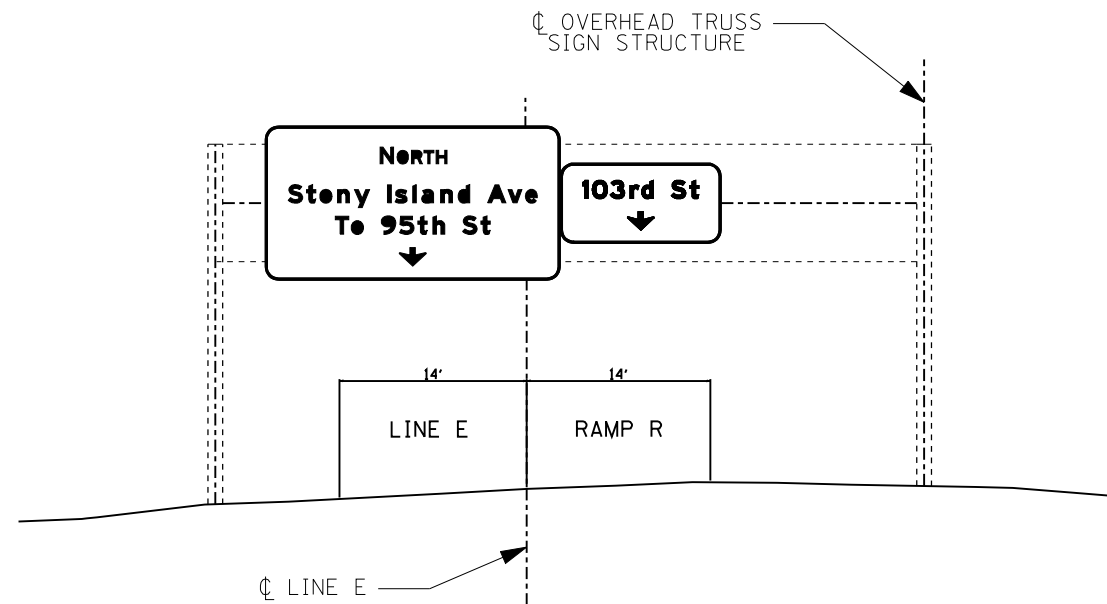 ℄ OVERHEAD TRUSS
SIGN STRUCTURE
NORTH
Stony Island Ave
To 95th St
103rd St
14' 14'
LINE E RAMP R
℄ LINE E